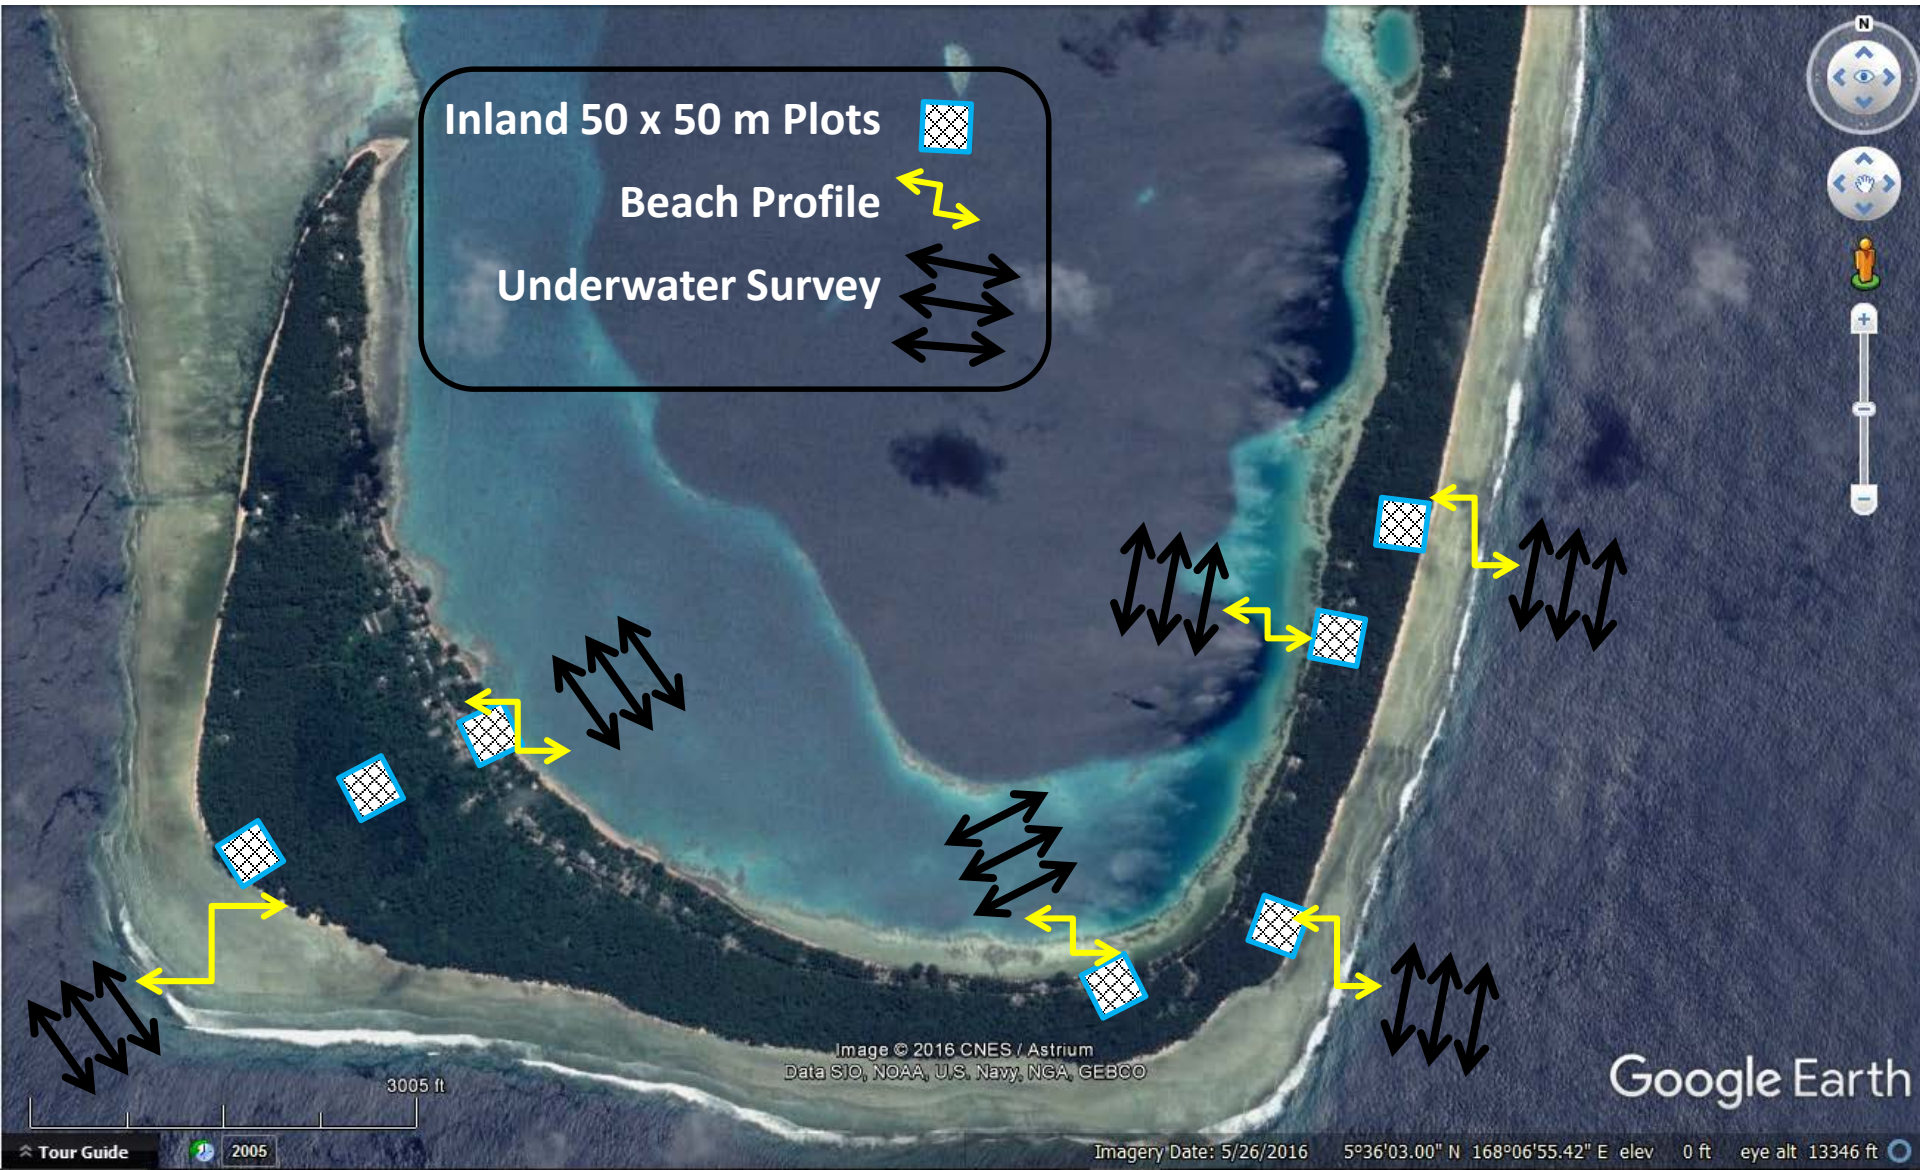 N
Inland 50 x 50 m Plots
Beach Profile
Underwater Survey
Image © 2016 CNES / Astrium
Data SIO, NOAA, U.S. Navy, NGA, GEBCO
3005 ft
Google Earth
Tour Guide
2005
Imagery Date: 5/26/2016 5°36'03.00" N 168°06'55.42" E elev 0 ft eye alt 13346 ft